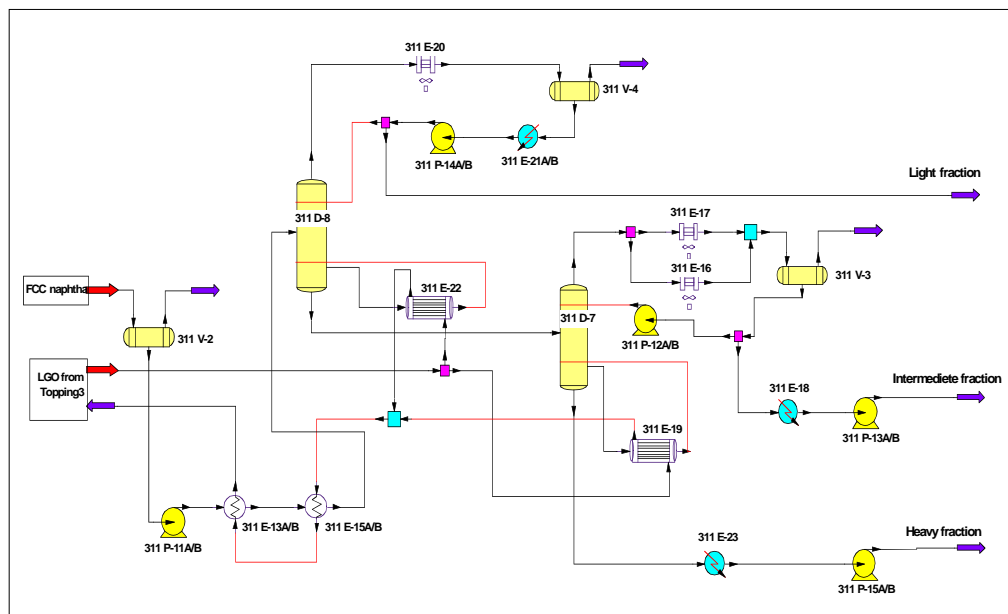 311 E-20
311 V-4
311 P-14A/B
311 E-21A/B
Light fraction
311 D-8
311 E-17
311 V-3
311 E-16
FCC naphtha
311 E-22
311 D-7
311 V-2
311 P-12A/B
LGO from
Topping3
Intermediete fraction
311 E-18
311 E-19
311 P-13A/B
311 E-13A/B
311 E-15A/B
311 P-11A/B
311 E-23
Heavy fraction
311 P-15A/B